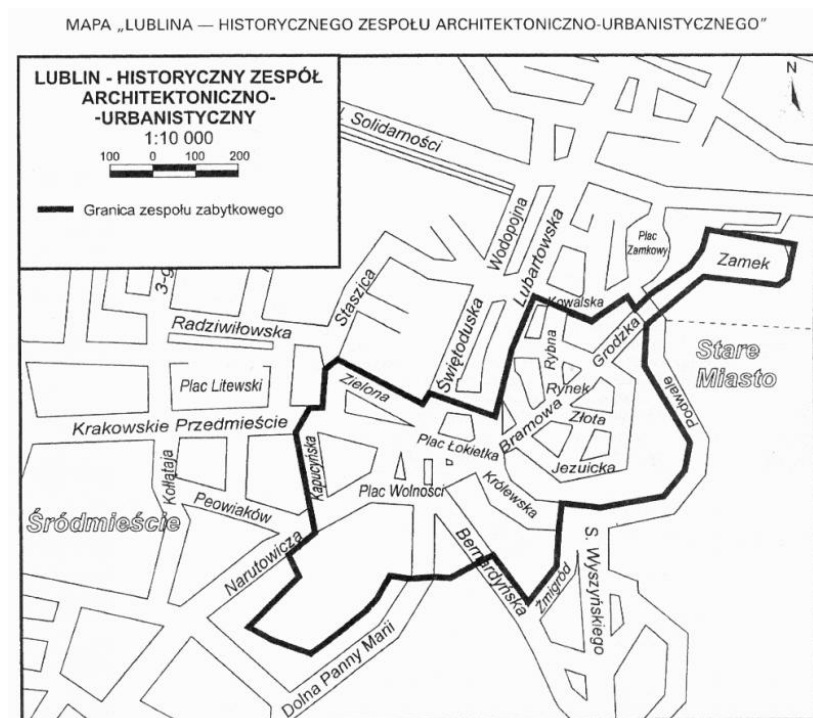 MAPA „LUBLINA — HISTORYCZNEGO ZESPOŁU ARCHITEKTONICZNO-URBANISTYCZNEGO”
LUBLIN - HISTORYCZNY ZESPÓŁ
ARCHITEKTONICZNO-
-URBANISTYCZNY
1:10 000
100 0 100 200
Granica zespołu zabytkowego
N
Solidarności
Wodopojna
Lubartowska
Plac
Zamkowy
Zamek
Staszica
Świętoduska
Kowalska
Radziwiłowska
Rybna
Grodzka
Stare
Miasto
Plac Litewski
Zielona
Rynek
Podwale
Krakowskie Przedmieście
Złota
Plac Łokietka
Bramowa
Jezuicka
Kołłątaja
Kapucyńska
Królewska
Plac Wolności
Peowiaków
Śródmieście
Narutowicza
Bernardyńska
Żmigród
S. Wyszyńskiego
Dolna Panny Marii